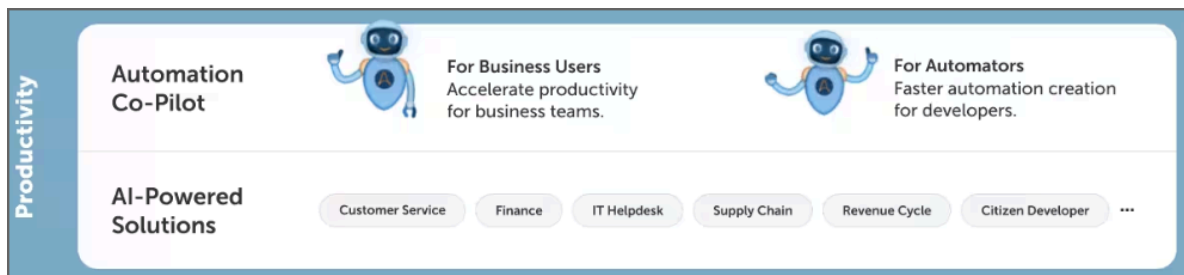 Productivity
Automation
Co-Pilot
For Business Users
Accelerate productivity
for business teams.
For Automators
Faster automation creation
for developers.
AI-Powered
Solutions
Customer Service
Finance
IT Helpdesk
Supply Chain
Revenue Cycle
Citizen Developer
...